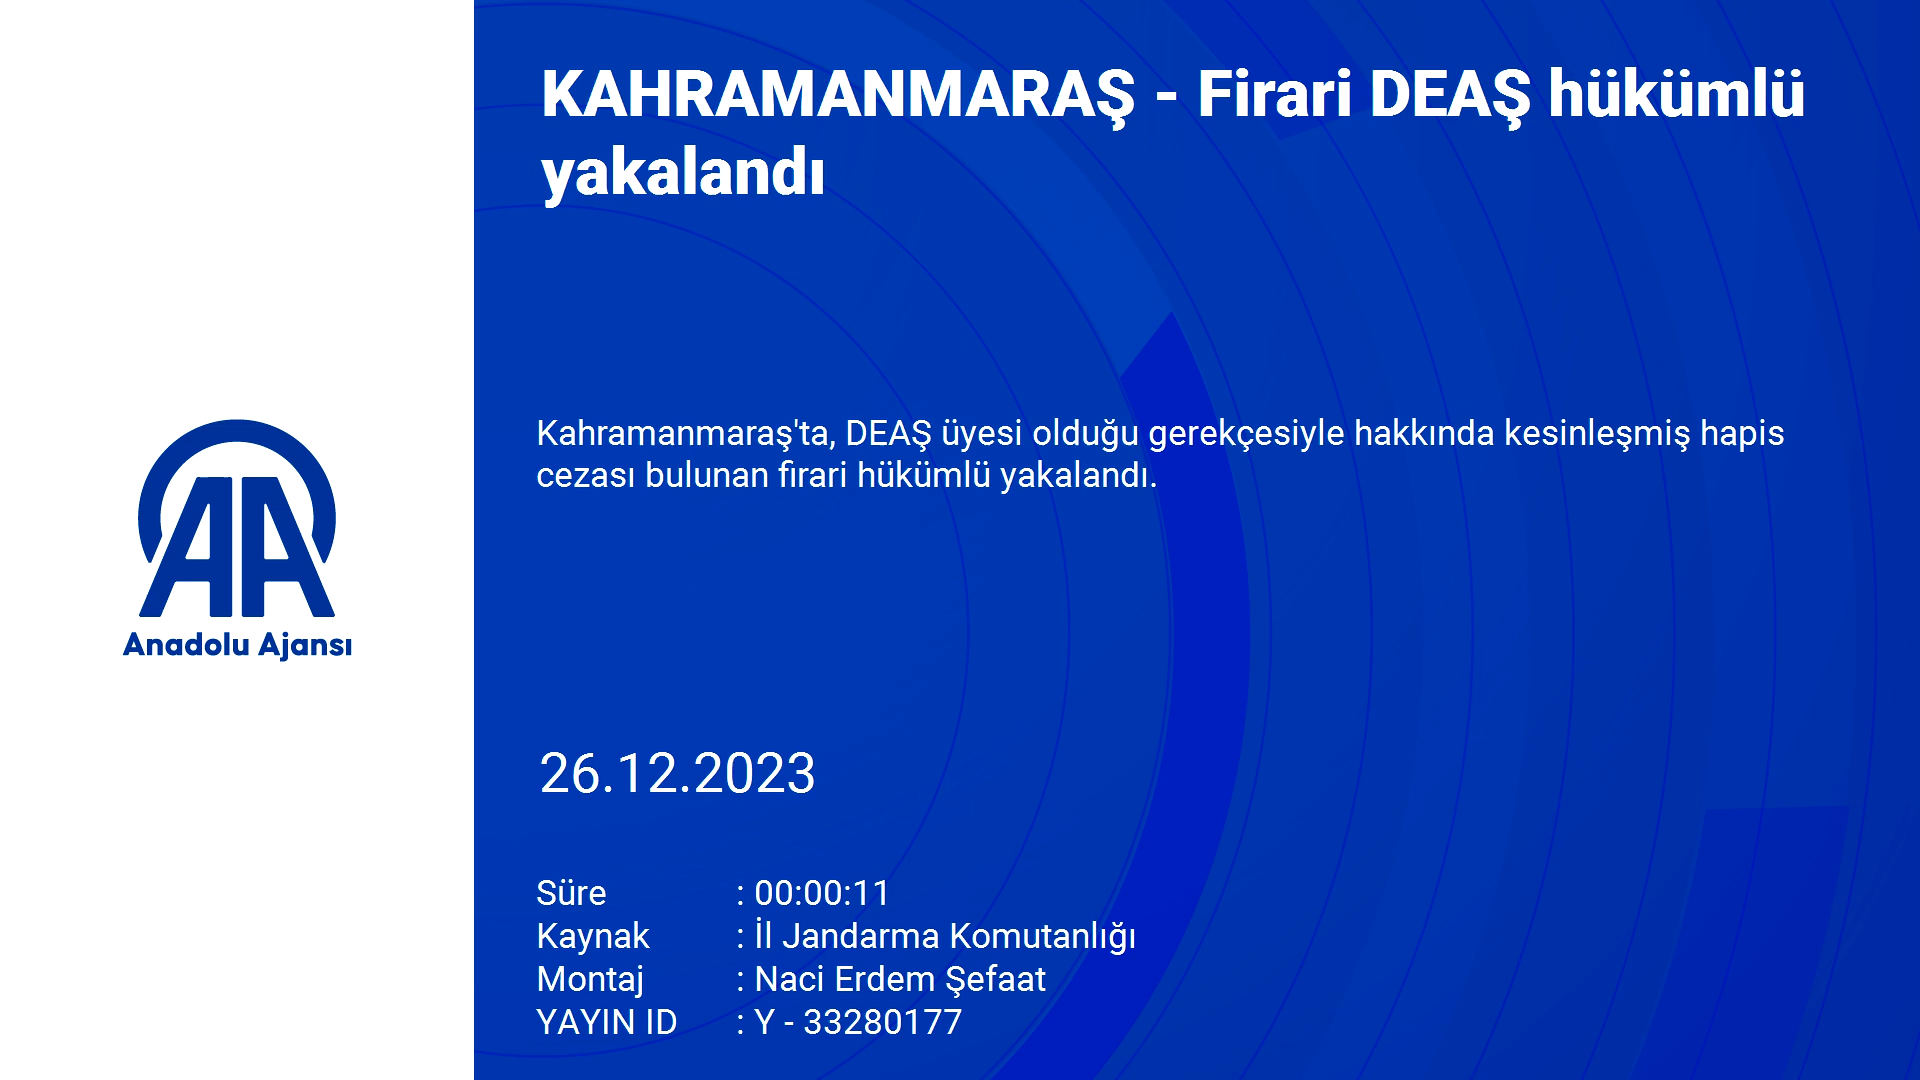 KAHRAMANMARAŞ - Firari DEAŞ hükümlü
yakalandı
Kahramanmaraş'ta, DEAŞ üyesi olduğu gerekçesiyle hakkında kesinleşmiş hapis
cezası bulunan firari hükümlü yakalandı.
AA
Anadolu Ajansı
26.12.2023
Süre : 00:00:11
Kaynak : İl Jandarma Komutanlığı
Montaj : Naci Erdem Şefaat
YAYIN ID : Y - 33280177